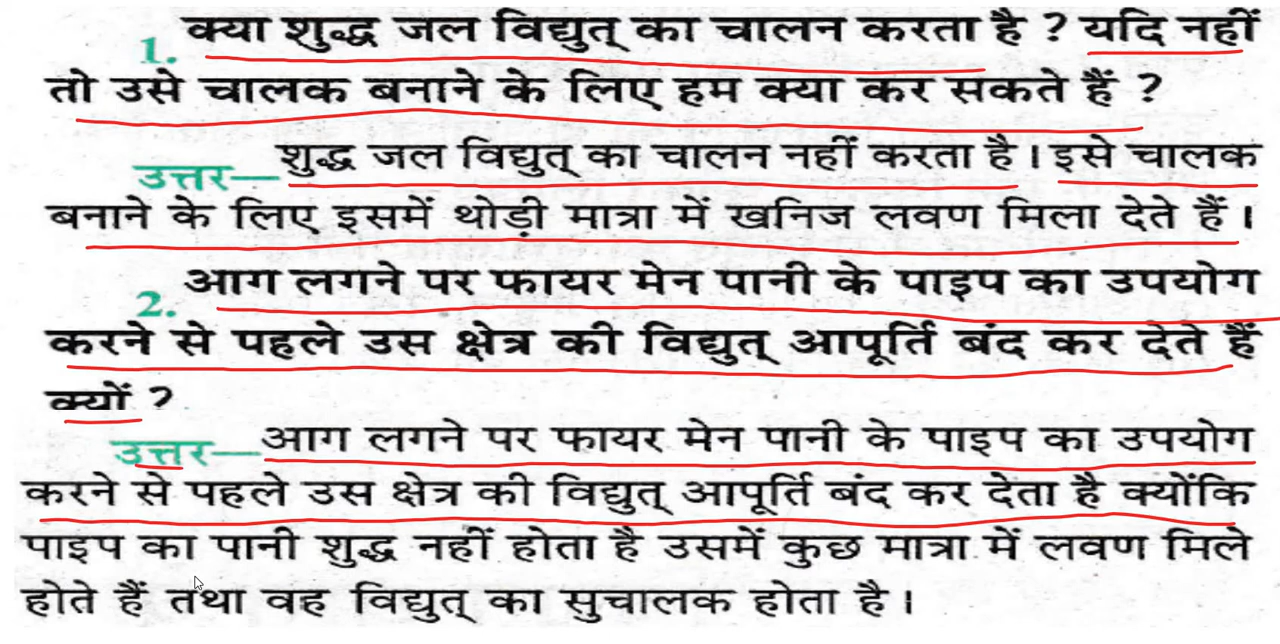 1. क्या शुद्ध जल विद्युत् का चालन करता है ? यदि नहीं
तो उसे चालक बनाने के लिए हम क्या कर सकते हैं ?
उत्तर— शुद्ध जल विद्युत् का चालन नहीं करता है। इसे चालक
बनाने के लिए इसमें थोड़ी मात्रा में खनिज लवण मिला देते हैं।
2. आग लगने पर फायर मेन पानी के पाइप का उपयोग
करने से पहले उस क्षेत्र की विद्युत् आपूर्ति बंद कर देते हैं
क्यों ?
उत्तर— आग लगने पर फायर मेन पानी के पाइप का उपयोग
करने से पहले उस क्षेत्र की विद्युत् आपूर्ति बंद कर देता है क्योंकि
पाइप का पानी शुद्ध नहीं होता है उसमें कुछ मात्रा में लवण मिले
होते हैं तथा वह विद्युत् का सुचालक होता है।